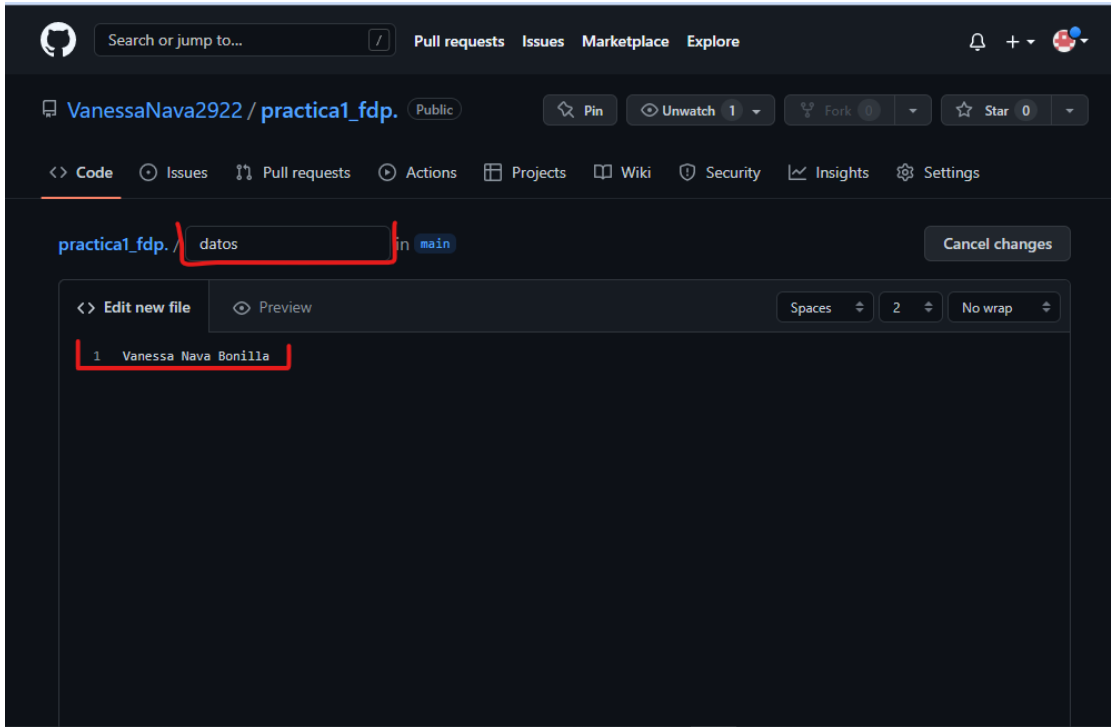 Search or jump to... / Pull requests Issues Marketplace Explore
VanessaNava2922 / practica1_fdp. Public Pin Unwatch 1 Fork 0 Star 0
<> Code Issues Pull requests Actions Projects Wiki Security Insights Settings
practica1_fdp. / datos in main Cancel changes
<> Edit new file Preview Spaces 2 No wrap
1 Vanessa Nava Bonilla